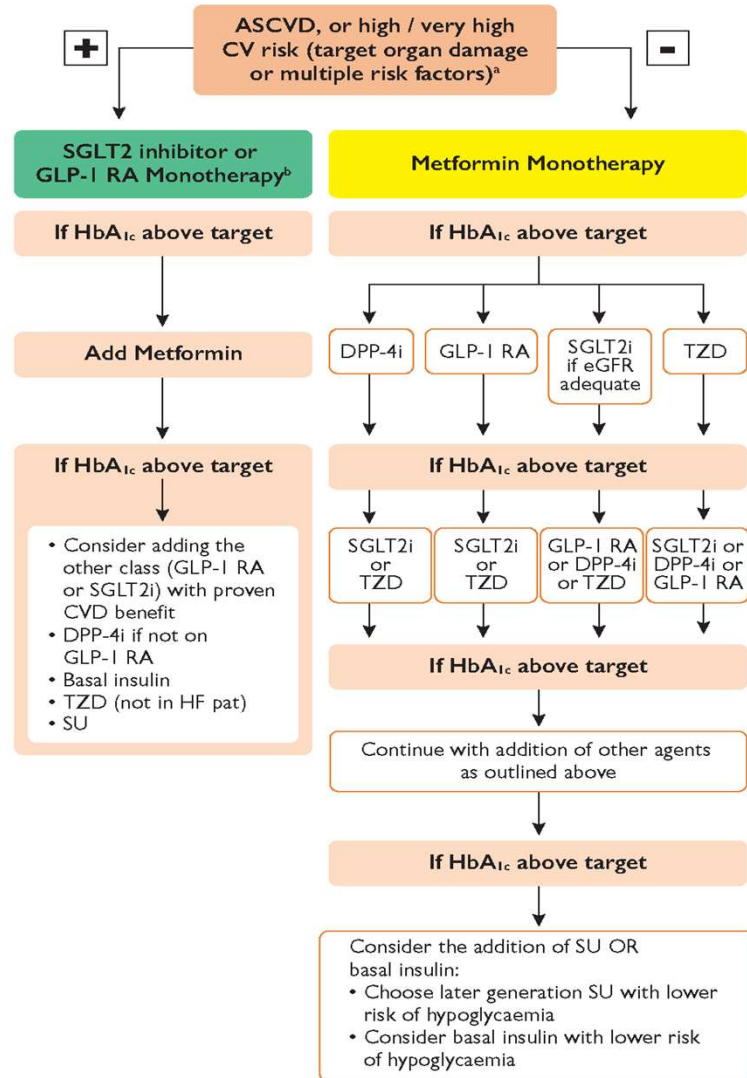 ASCVD, or high / very high
CV risk (target organ damage
or multiple risk factors)ᵃ
+
-
SGLT2 inhibitor or
GLP-1 RA Monotherapyᵇ
If HbA1c above target
Add Metformin
If HbA1c above target
• Consider adding the
other class (GLP-1 RA
or SGLT2i) with proven
CVD benefit
• DPP-4i if not on
GLP-1 RA
• Basal insulin
• TZD (not in HF pat)
• SU
Metformin Monotherapy
If HbA1c above target
DPP-4i
GLP-1 RA
SGLT2i
if eGFR
adequate
TZD
If HbA1c above target
SGLT2i
or
TZD
SGLT2i
or
TZD
GLP-1 RA
or DPP-4i
or TZD
SGLT2i or
DPP-4i or
GLP-1 RA
If HbA1c above target
Continue with addition of other agents
as outlined above
If HbA1c above target
Consider the addition of SU OR
basal insulin:
• Choose later generation SU with lower
risk of hypoglycaemia
• Consider basal insulin with lower risk
of hypoglycaemia